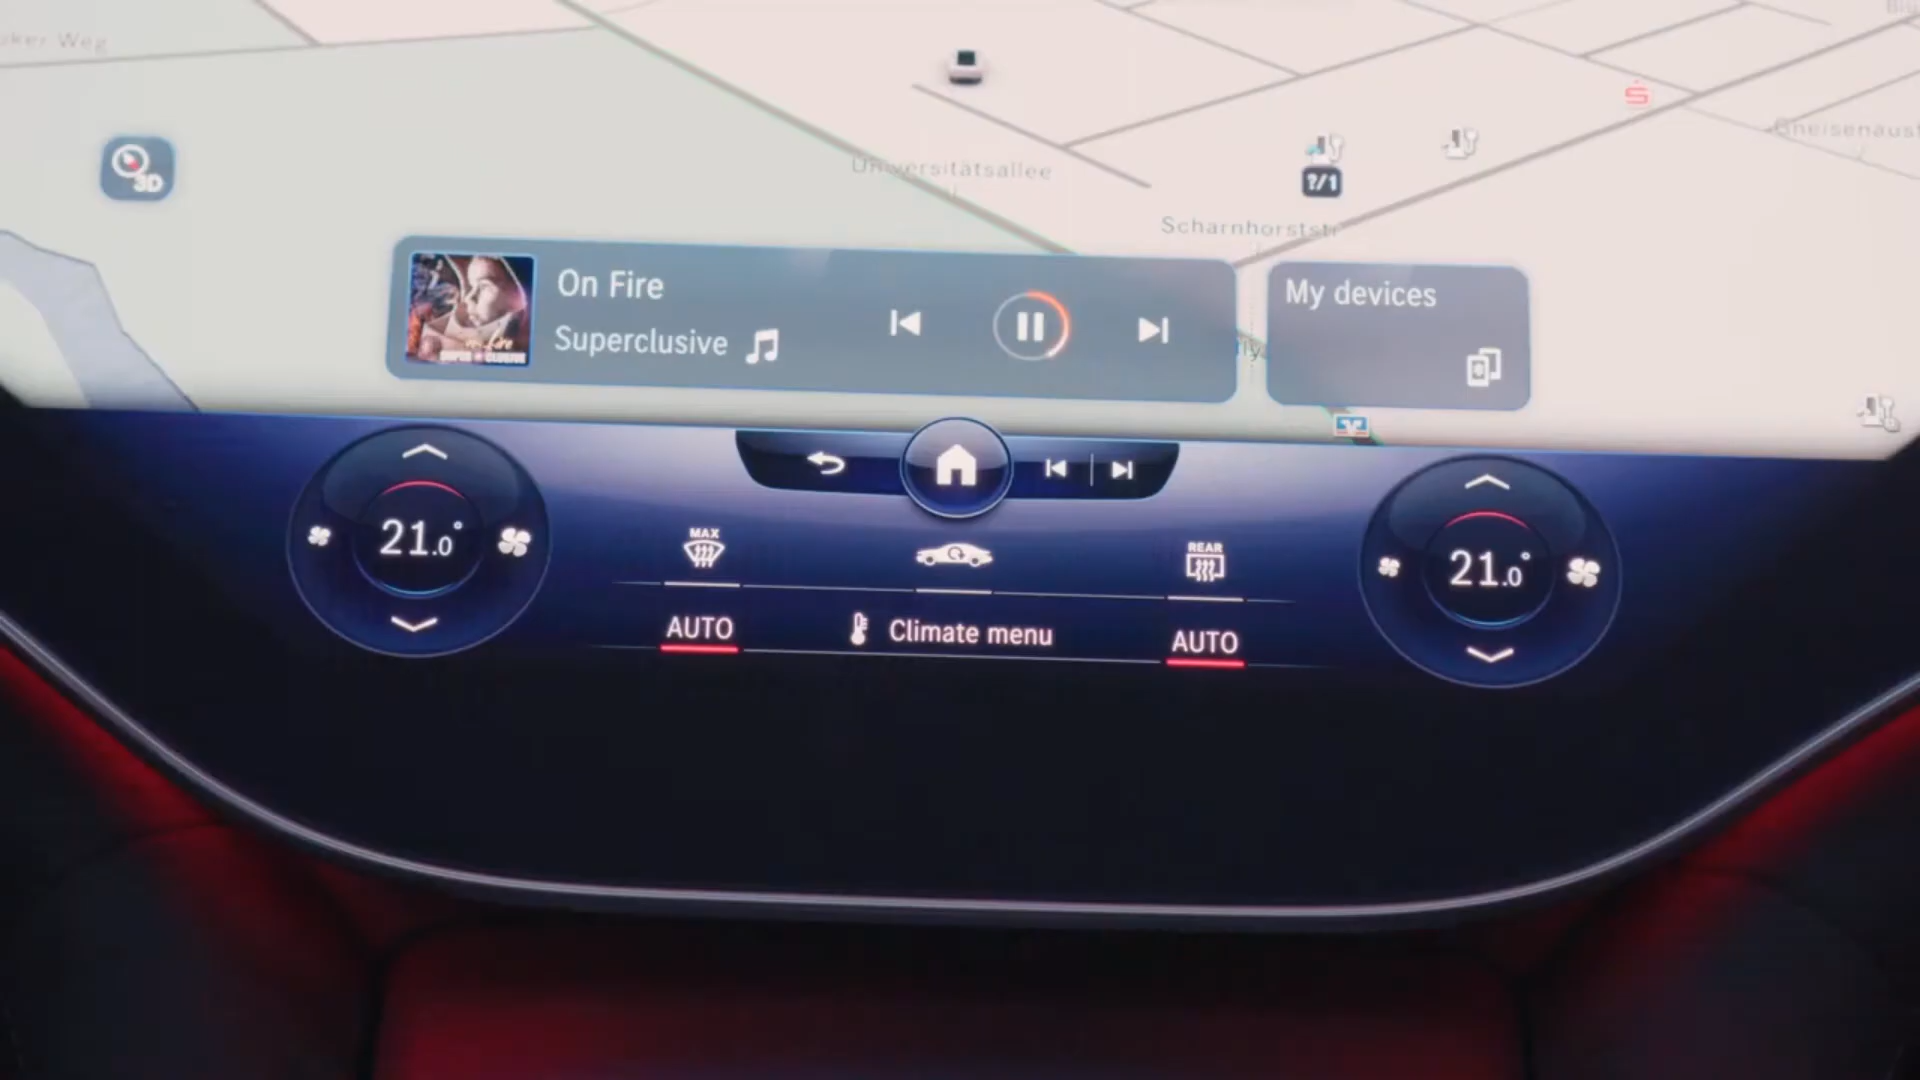 3D
Universitätsallee
?/1
Scharnhorststr
On Fire
Superclusive
My devices
21.0°
MAX
REAR
21.0°
AUTO
Climate menu
AUTO